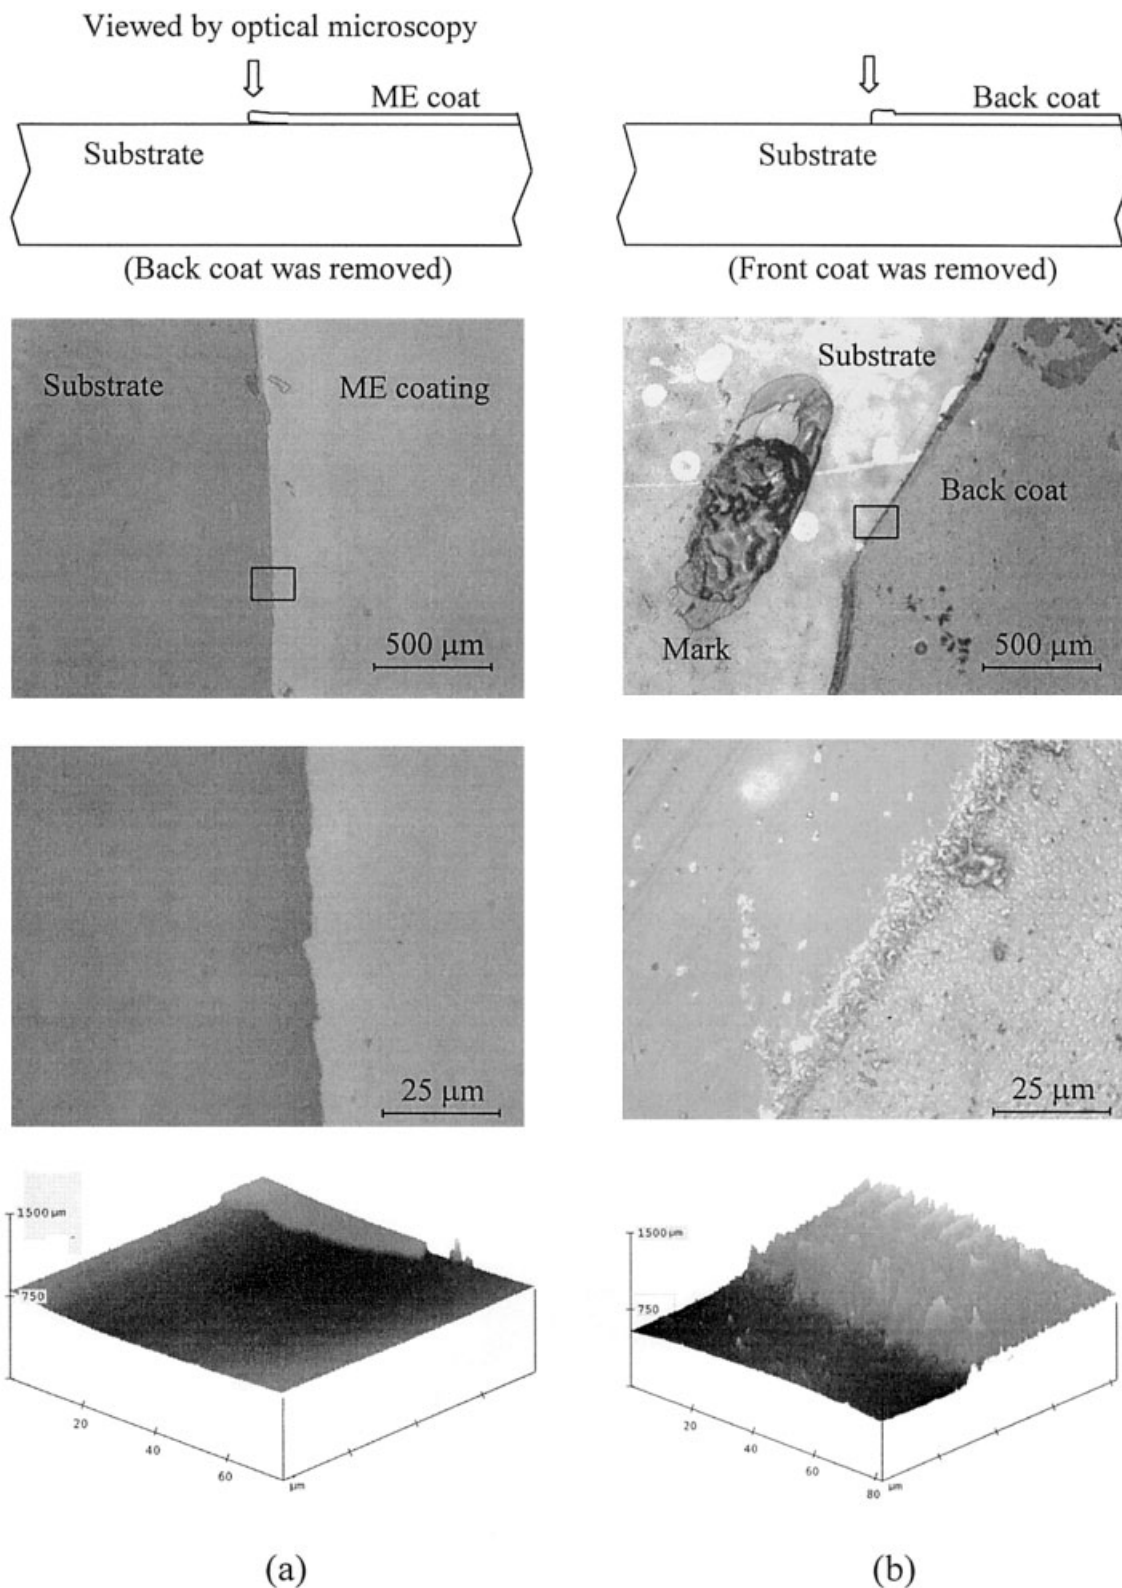 Viewed by optical microscopy
ME coat
Substrate
(Back coat was removed)
Back coat
Substrate
(Front coat was removed)
Substrate
ME coating
500 μm
Substrate
Back coat
Mark
500 μm
25 μm
25 μm
1500 μm
750
20
40
60
μm
1500 μm
750
20
40
60
80
μm
(a)
(b)